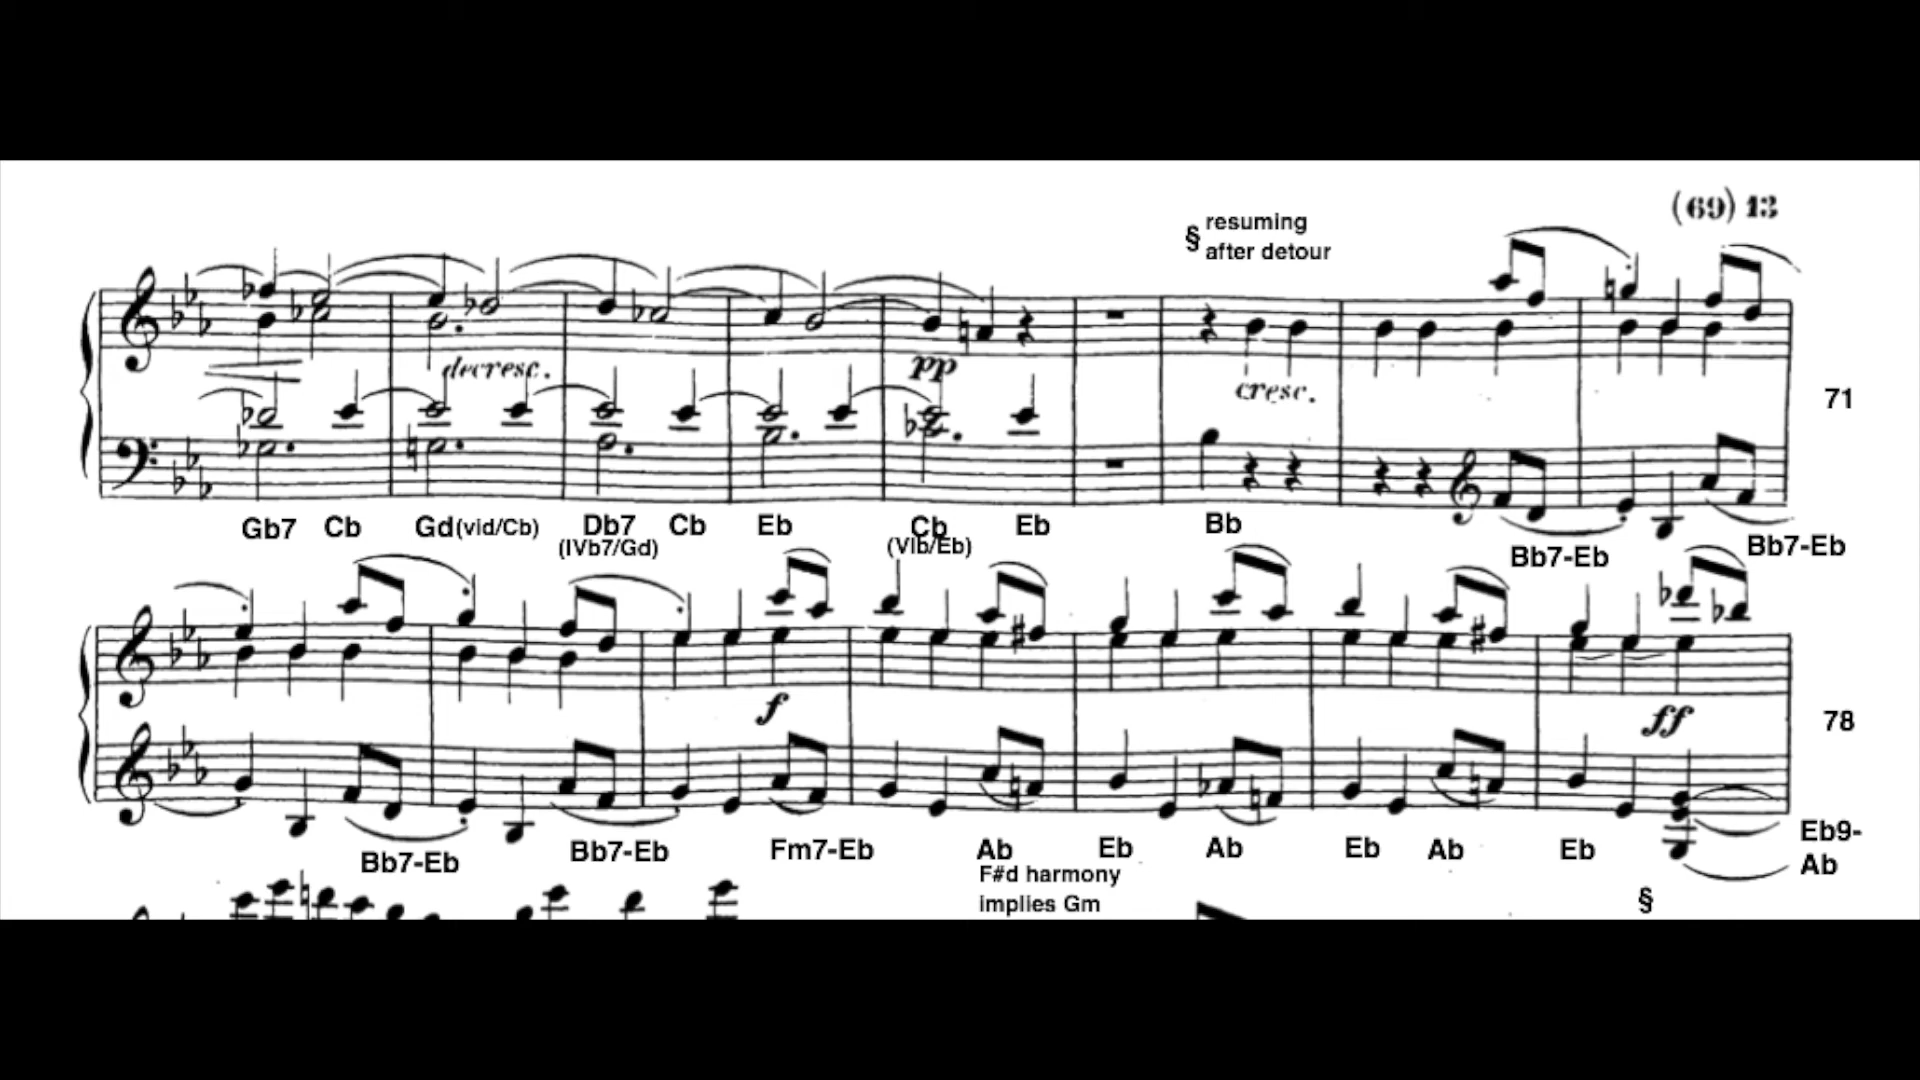 (69) 13
§ resuming
after detour
decresc.
pp
cresc.
71
Gb7 Cb Gd(vid/Cb) Db7 Cb Eb Cb Eb Bb
(IVb7/Gd) (VIb/Eb) Bb7-Eb Bb7-Eb
f
ff
78
Bb7-Eb Bb7-Eb Fm7-Eb Ab Eb Ab Eb Ab Eb Eb9-
Ab
F#d harmony
implies Gm
§